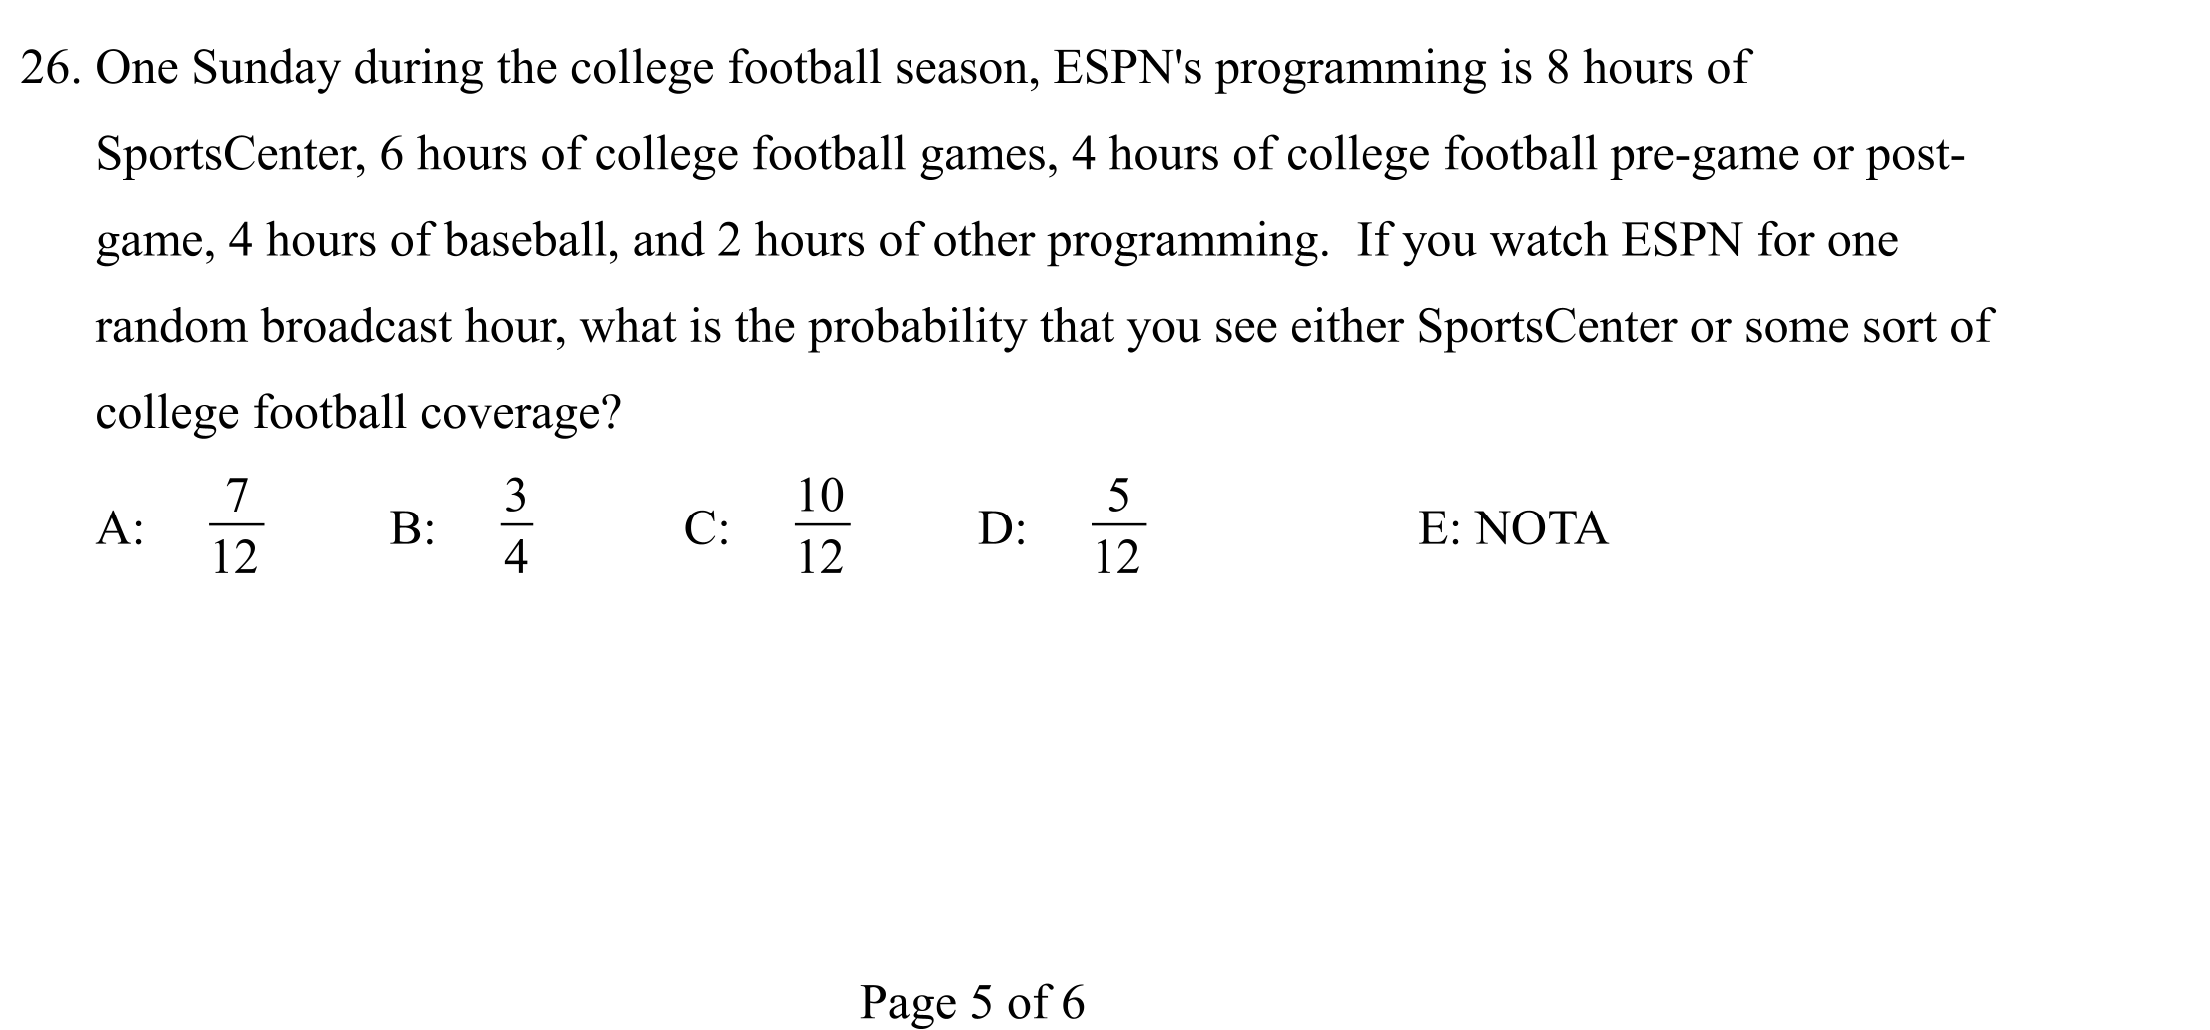 26. One Sunday during the college football season, ESPN's programming is 8 hours of
SportsCenter, 6 hours of college football games, 4 hours of college football pre-game or post-
game, 4 hours of baseball, and 2 hours of other programming.  If you watch ESPN for one
random broadcast hour, what is the probability that you see either SportsCenter or some sort of
college football coverage?
A: 7/12 B: 3/4 C: 10/12 D: 5/12 E: NOTA
Page 5 of 6